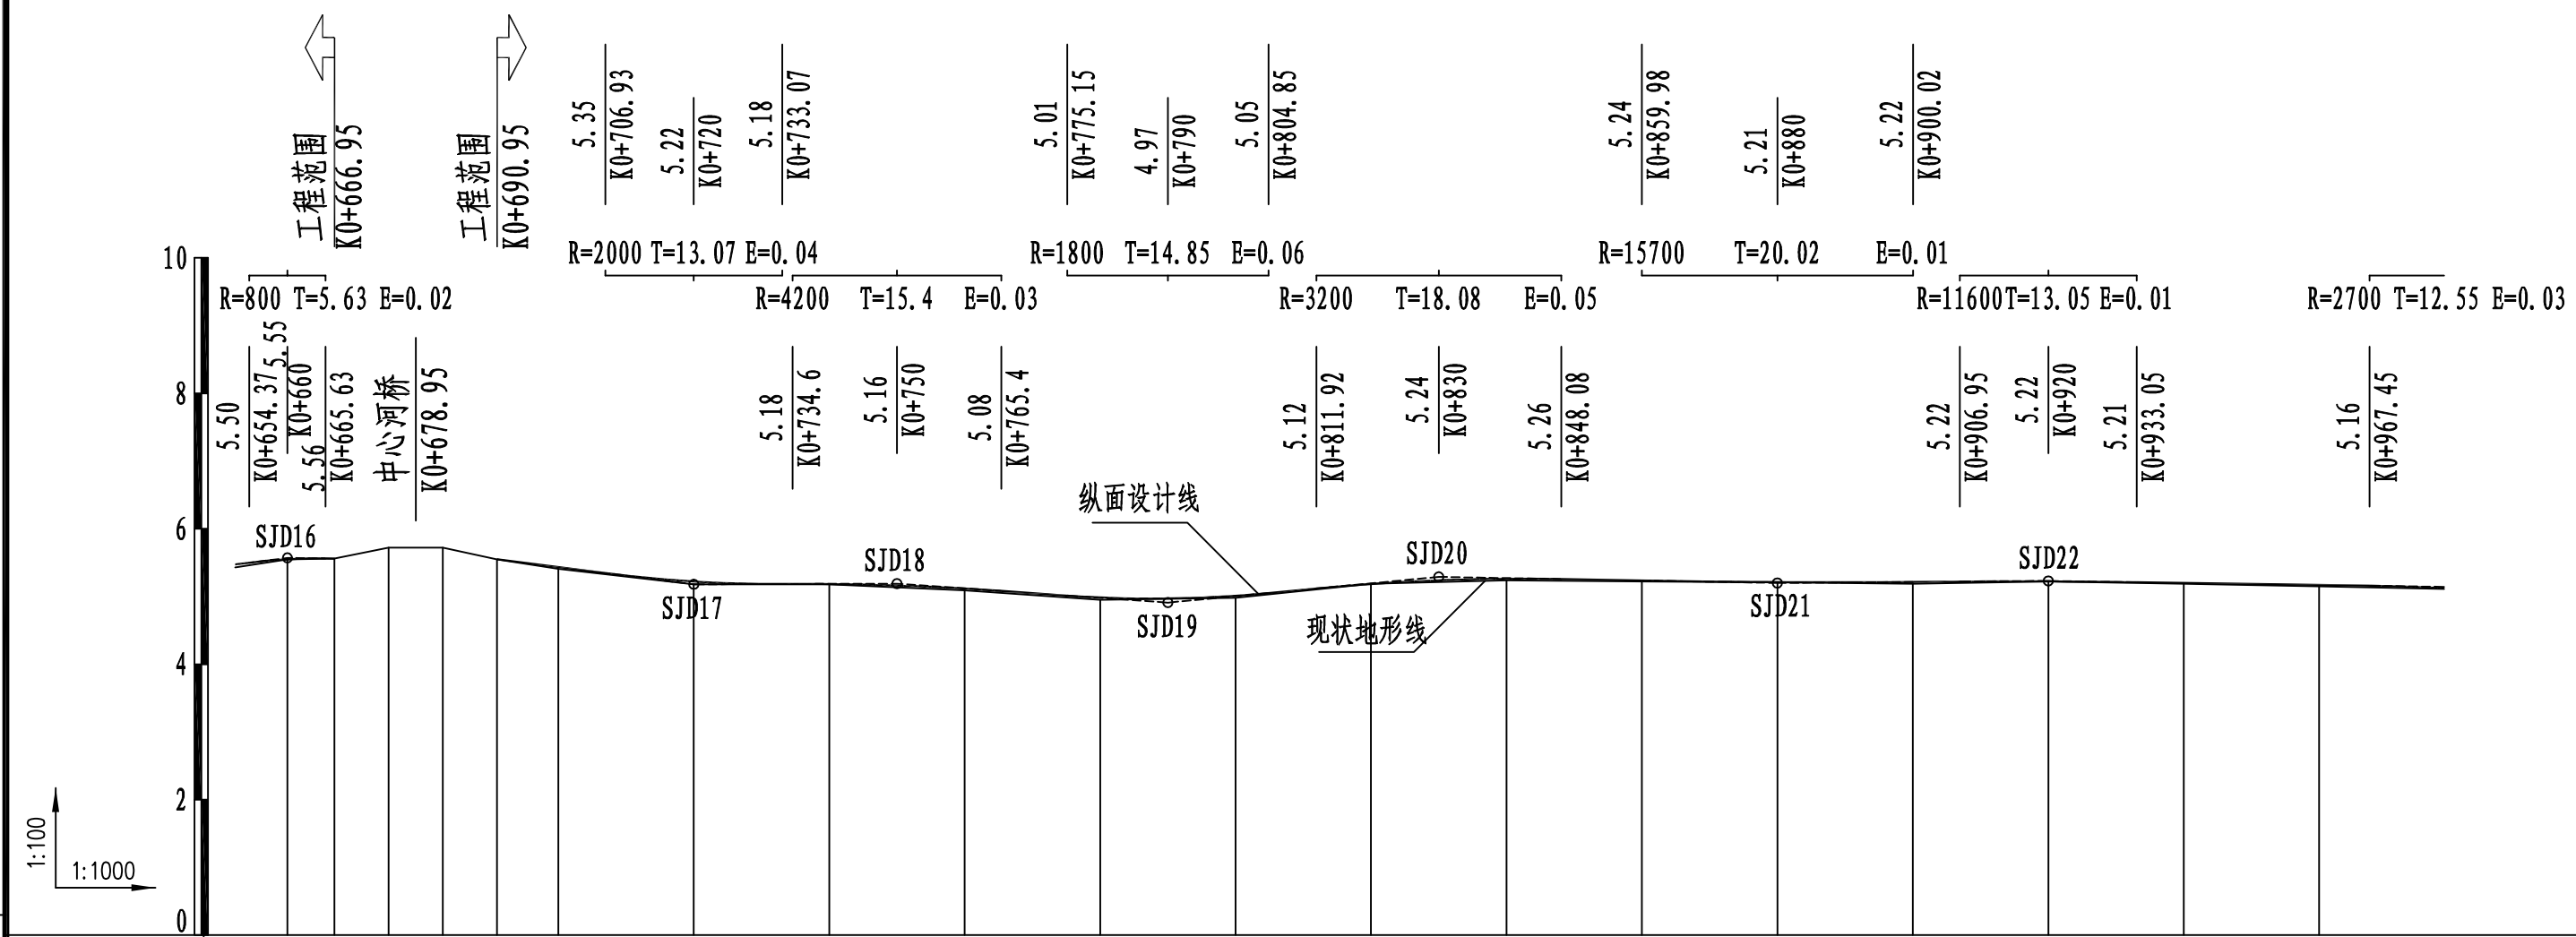 工程范围
K0+666.95
工程范围
K0+690.95
5.35
K0+706.93
5.22
K0+720
5.18
K0+733.07
5.01
K0+775.15
4.97
K0+790
5.05
K0+804.85
5.24
K0+859.98
5.21
K0+880
5.22
K0+900.02
R=2000 T=13.07 E=0.04
R=1800 T=14.85 E=0.06
R=15700 T=20.02 E=0.01
R=800 T=5.63 E=0.02
R=4200 T=15.4 E=0.03
R=3200 T=18.08 E=0.05
R=11600 T=13.05 E=0.01
R=2700 T=12.55 E=0.03
5.50
K0+654.37
5.55
K0+660
5.56
K0+665.63
中心河桥
K0+678.95
5.18
K0+734.6
5.16
K0+750
5.08
K0+765.4
5.12
K0+811.92
5.24
K0+830
5.26
K0+848.08
5.22
K0+906.95
5.22
K0+920
5.21
K0+933.05
5.16
K0+967.45
纵面设计线
现状地形线
SJD16
SJD17
SJD18
SJD19
SJD20
SJD21
SJD22
10
8
6
4
2
0
1:100
1:1000